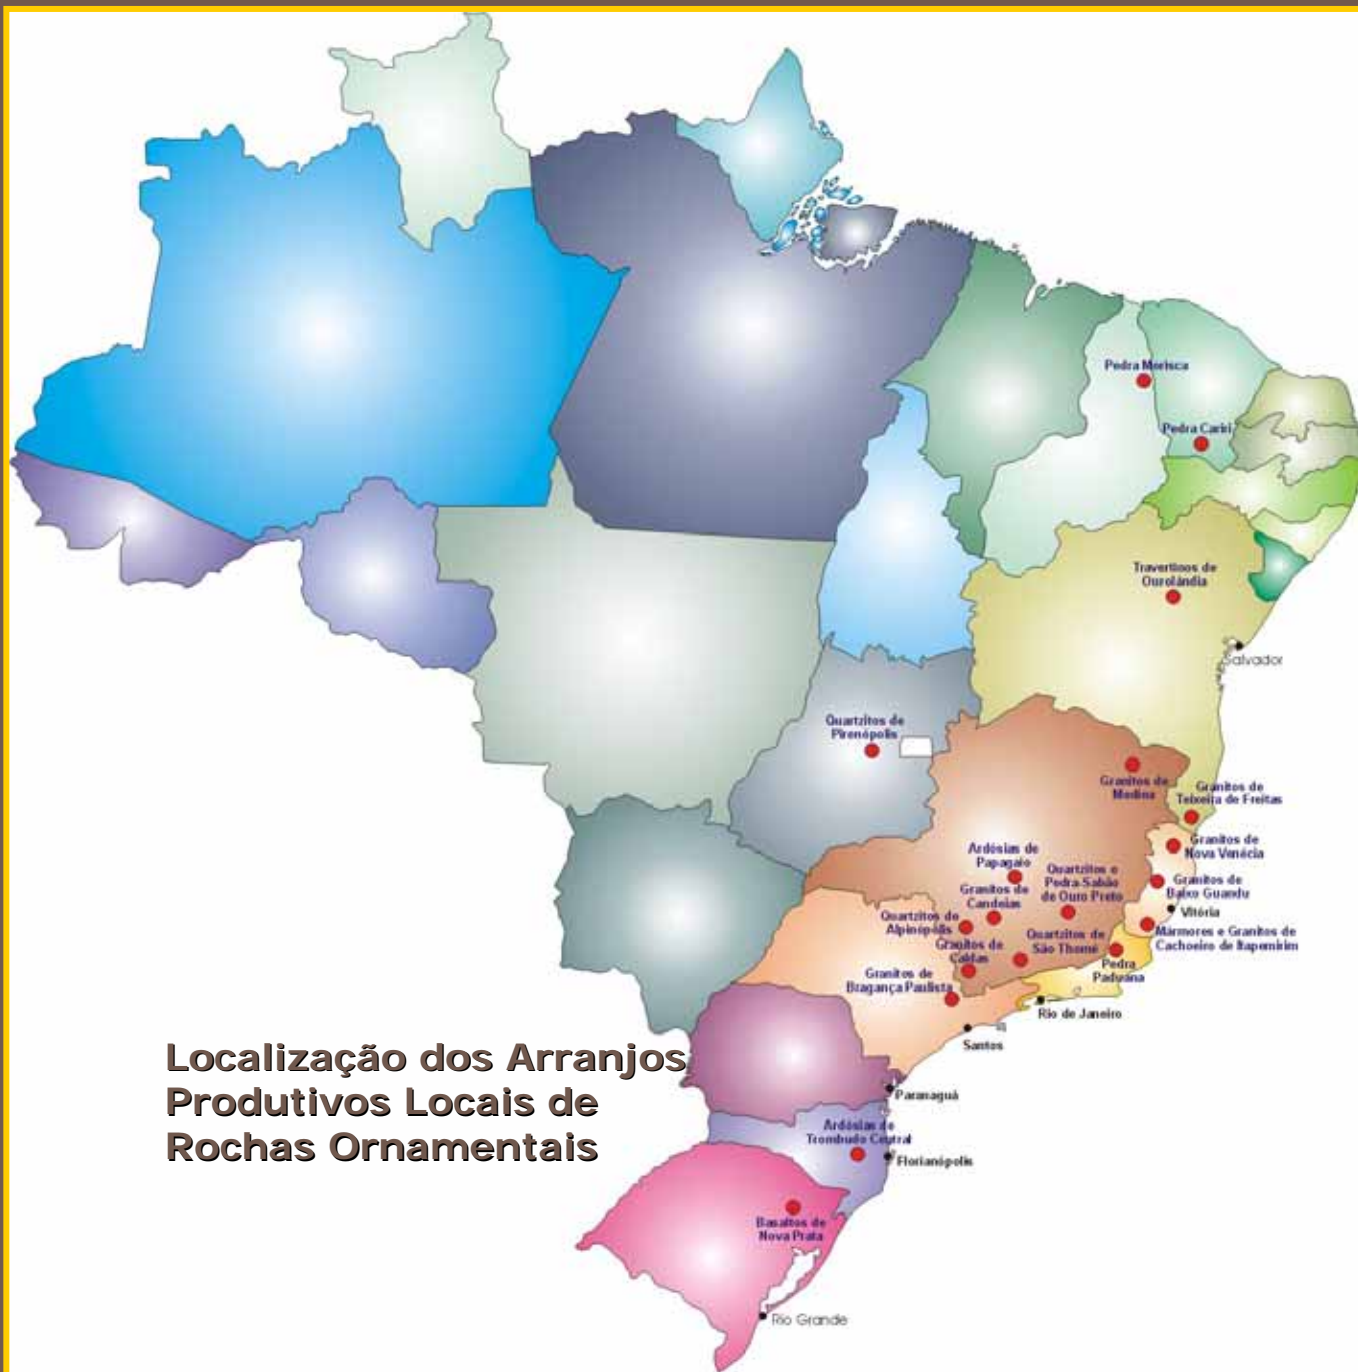 Pedra Morisca
Pedra Cariri
Travertinos de
Ourolândia
Salvador
Quartzitos de
Pirenópolis
Granitos de
Medina
Granitos de
Teixeira de Freitas
Granitos de
Nova Venécia
Ardósias de
Papagaio
Quartzitos e
Pedra-Sabão
de Ouro Preto
Granitos de
Baixo Guandu
Granitos de
Candeias
Vitória
Quartzitos de
Alpinópolis
Mármores e Granitos de
Cachoeiro de Itapemirim
Quartzitos de
São Thomé
Granitos de
Caldas
Pedra
Paduana
Granitos de
Bragança Paulista
Rio de Janeiro
Santos
Localização dos Arranjos
Produtivos Locais de
Rochas Ornamentais
Paranaguá
Ardósias de
Trombudo Central
Florianópolis
Basaltos de
Nova Prata
Rio Grande